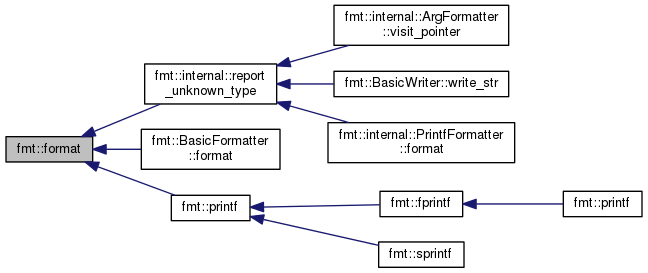 fmt::internal::ArgFormatter
::visit_pointer
fmt::internal::report
_unknown_type
fmt::BasicWriter::write_str
fmt::internal::PrintfFormatter
::format
fmt::format
fmt::BasicFormatter
::format
fmt::printf
fmt::fprintf
fmt::printf
fmt::sprintf